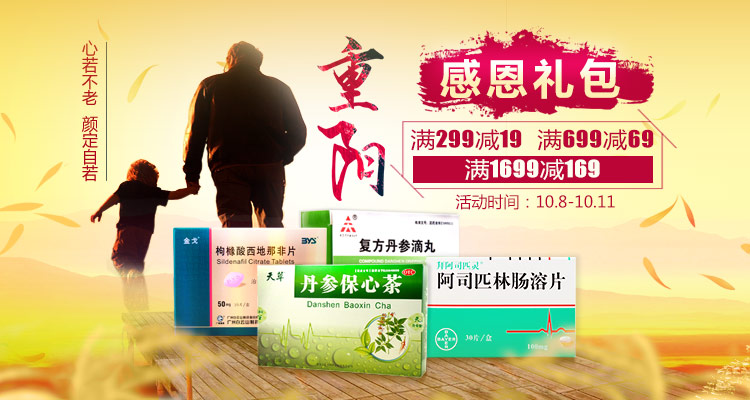 心若不老 颜定自若
重阳
感恩礼包
满299减19 满699减69
满1699减169
活动时间：10.8-10.11
金戈
枸橼酸西地那非片
Sildenafil Citrate Tablets
50mg
复方丹参滴丸
天草
丹参保心茶
Danshen Baoxin Cha
OTC
拜阿司匹灵
阿司匹林肠溶片
BAYER
30片/盒
100mg